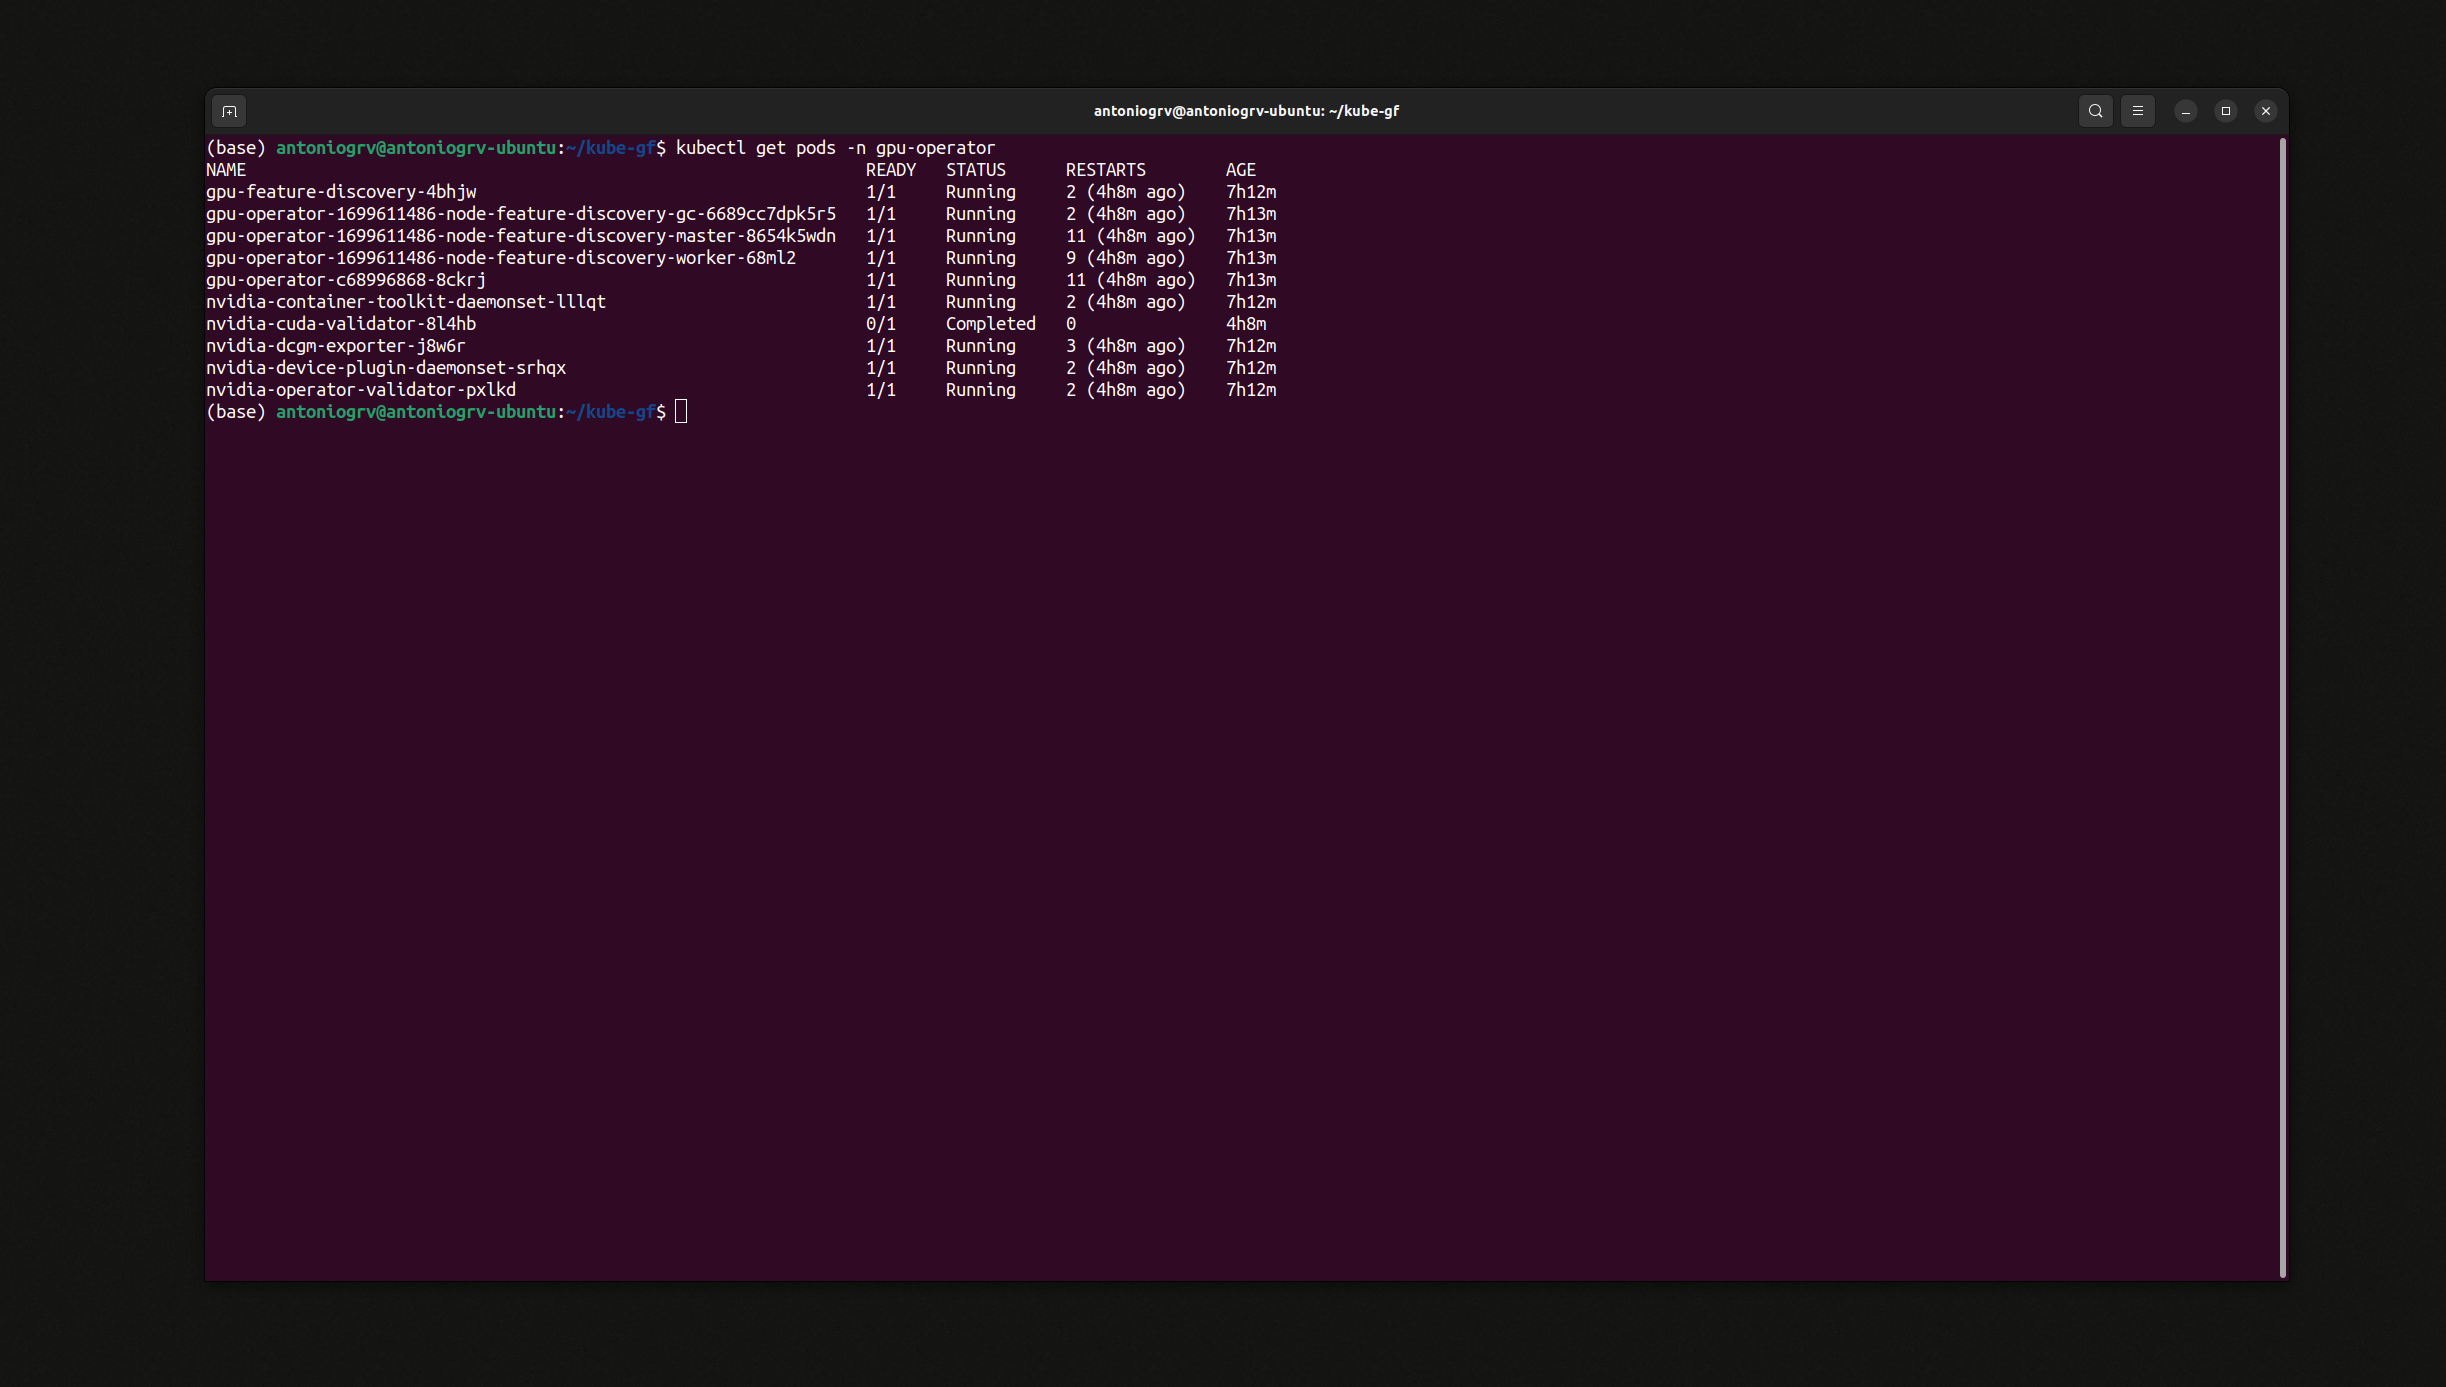 antoniogrv@antoniogrv-ubuntu: ~/kube-gf
(base) antoniogrv@antoniogrv-ubuntu:~/kube-gf$ kubectl get pods -n gpu-operator
NAME READY STATUS RESTARTS AGE
gpu-feature-discovery-4bhjw 1/1 Running 2 (4h8m ago) 7h12m
gpu-operator-1699611486-node-feature-discovery-gc-6689cc7dpk5r5 1/1 Running 2 (4h8m ago) 7h13m
gpu-operator-1699611486-node-feature-discovery-master-8654k5wdn 1/1 Running 11 (4h8m ago) 7h13m
gpu-operator-1699611486-node-feature-discovery-worker-68ml2 1/1 Running 9 (4h8m ago) 7h13m
gpu-operator-c68996868-8ckrj 1/1 Running 11 (4h8m ago) 7h13m
nvidia-container-toolkit-daemonset-lllqt 1/1 Running 2 (4h8m ago) 7h12m
nvidia-cuda-validator-8l4hb 0/1 Completed 0 4h8m
nvidia-dcgm-exporter-j8w6r 1/1 Running 3 (4h8m ago) 7h12m
nvidia-device-plugin-daemonset-srhqx 1/1 Running 2 (4h8m ago) 7h12m
nvidia-operator-validator-pxlkd 1/1 Running 2 (4h8m ago) 7h12m
(base) antoniogrv@antoniogrv-ubuntu:~/kube-gf$